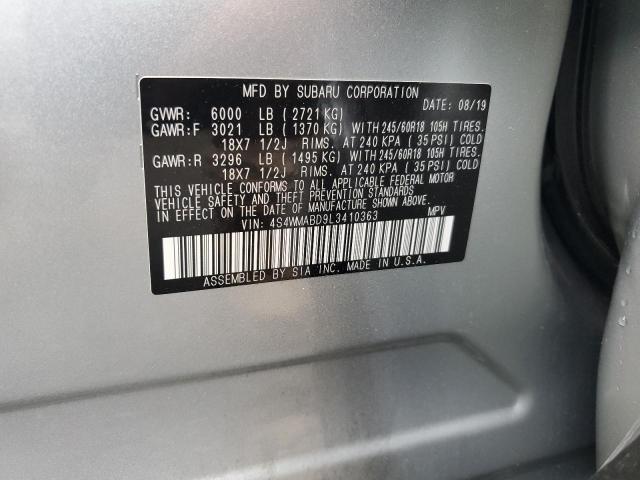 MFD BY SUBARU CORPORATION
DATE: 08/19
GVWR: 6000 LB (2721 KG)
GAWR:F 3021 LB (1370 KG) WITH 245/60R18 105H TIRES.
18X7 1/2J RIMS. AT 240 KPA ( 35 PSI) COLD
GAWR:R 3296 LB (1495 KG) WITH 245/60R18 105H TIRES.
18X7 1/2J RIMS. AT 240 KPA ( 35 PSI) COLD
THIS VEHICLE CONFORMS TO ALL APPLICABLE FEDERAL MOTOR
VEHICLE SAFETY AND THEFT PREVENTION STANDARDS IN
EFFECT ON THE DATE OF MANUFACTURE SHOWN ABOVE.
VIN: 4S4WMABD9L3410363 MPV
ASSEMBLED BY SIA INC. MADE IN U.S.A.